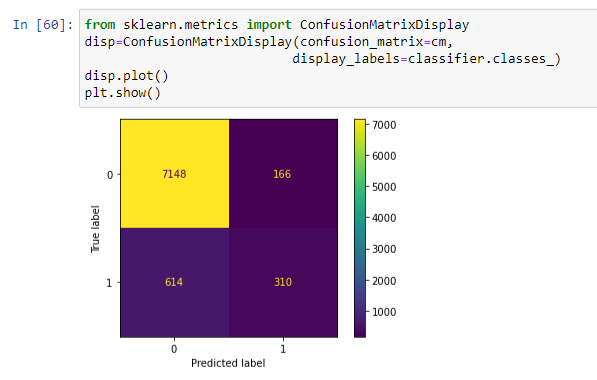 In [60]: from sklearn.metrics import ConfusionMatrixDisplay
disp=ConfusionMatrixDisplay(confusion_matrix=cm,
display_labels=classifier.classes_)
disp.plot()
plt.show()
True label
0
1
7148 166
614 310
0 1
Predicted label
7000
6000
5000
4000
3000
2000
1000